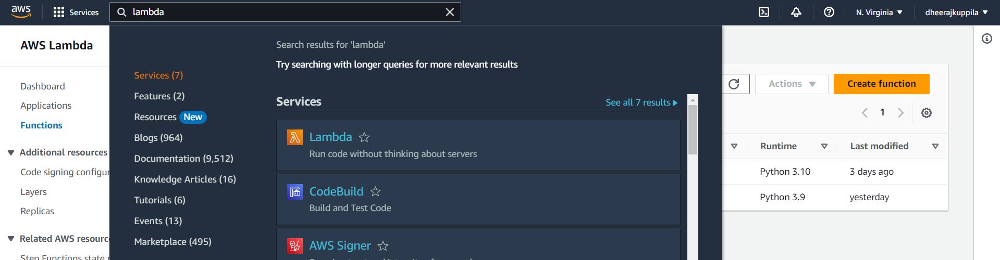 aws Services lambda N. Virginia dheerajkuppila
AWS Lambda
Dashboard
Applications
Functions
Additional resources
Code signing configur
Layers
Replicas
Related AWS resourc
Step Functions state
Services (7)
Features (2)
Resources New
Blogs (964)
Documentation (9,512)
Knowledge Articles (16)
Tutorials (6)
Events (13)
Marketplace (495)
Search results for 'lambda'
Try searching with longer queries for more relevant results
Services See all 7 results
Lambda
Run code without thinking about servers
CodeBuild
Build and Test Code
AWS Signer
Actions Create function
1
Runtime Last modified
Python 3.10 3 days ago
Python 3.9 yesterday